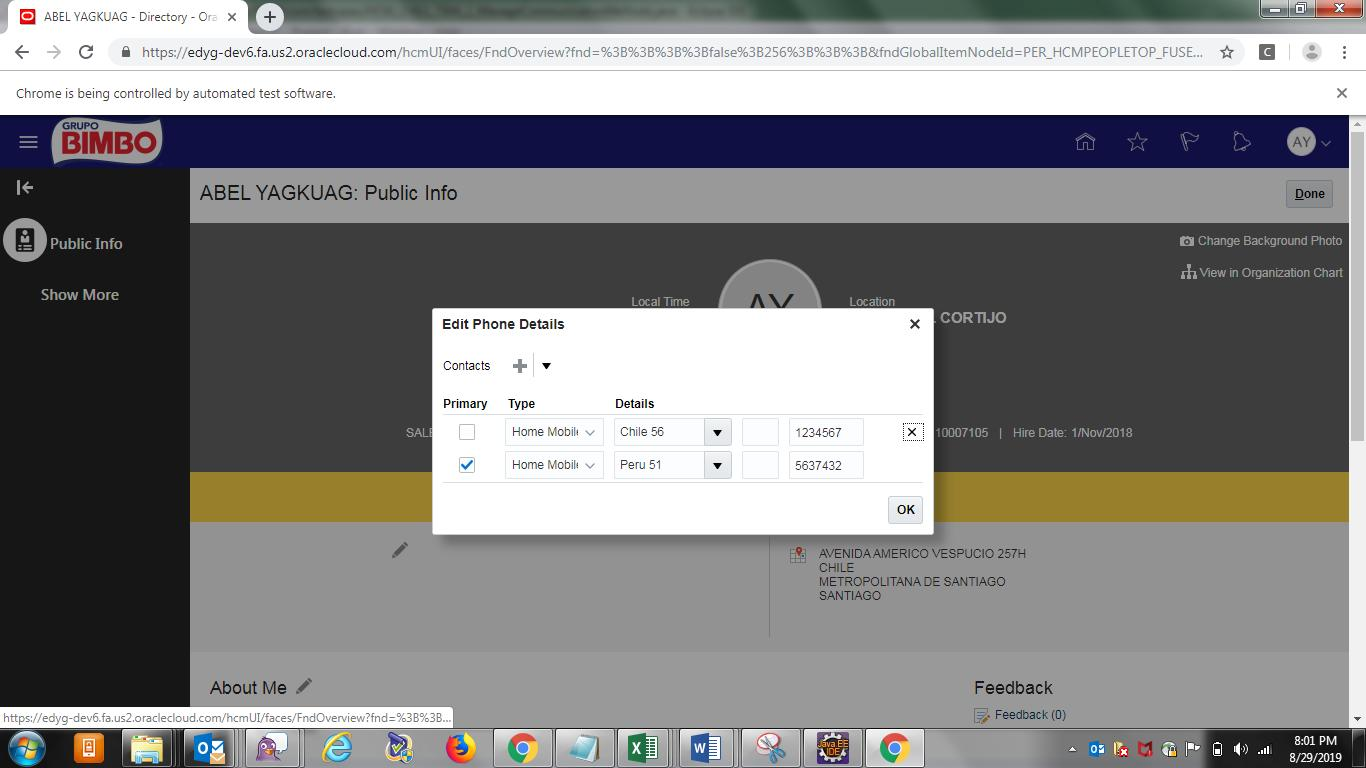 ABEL YAGKUAG - Directory - Ora
https://edyg-dev6.fa.us2.oraclecloud.com/hcmUI/faces/FndOverview?fnd=%3B%3B%3B%3Bfalse%3B256%3B%3B%3B&fndGlobalItemNodeId=PER_HCMPEOPLETOP_FUSE...
C
Chrome is being controlled by automated test software.
GRUPO
BIMBO
AY
ABEL YAGKUAG: Public Info
Done
Public Info
Show More
Change Background Photo
View in Organization Chart
Local Time
AY
Location
CORTIJO
Edit Phone Details
Contacts
Primary Type Details
Home Mobile Chile 56 1234567
Home Mobile Peru 51 5637432
OK
SALE
10007105 | Hire Date: 1/Nov/2018
AVENIDA AMERICO VESPUCIO 257H
CHILE
METROPOLITANA DE SANTIAGO
SANTIAGO
About Me
Feedback
Feedback (0)
https://edyg-dev6.fa.us2.oraclecloud.com/hcmUI/faces/FndOverview?fnd=%3B%3B...
Java EE
IDE
8:01 PM
8/29/2019